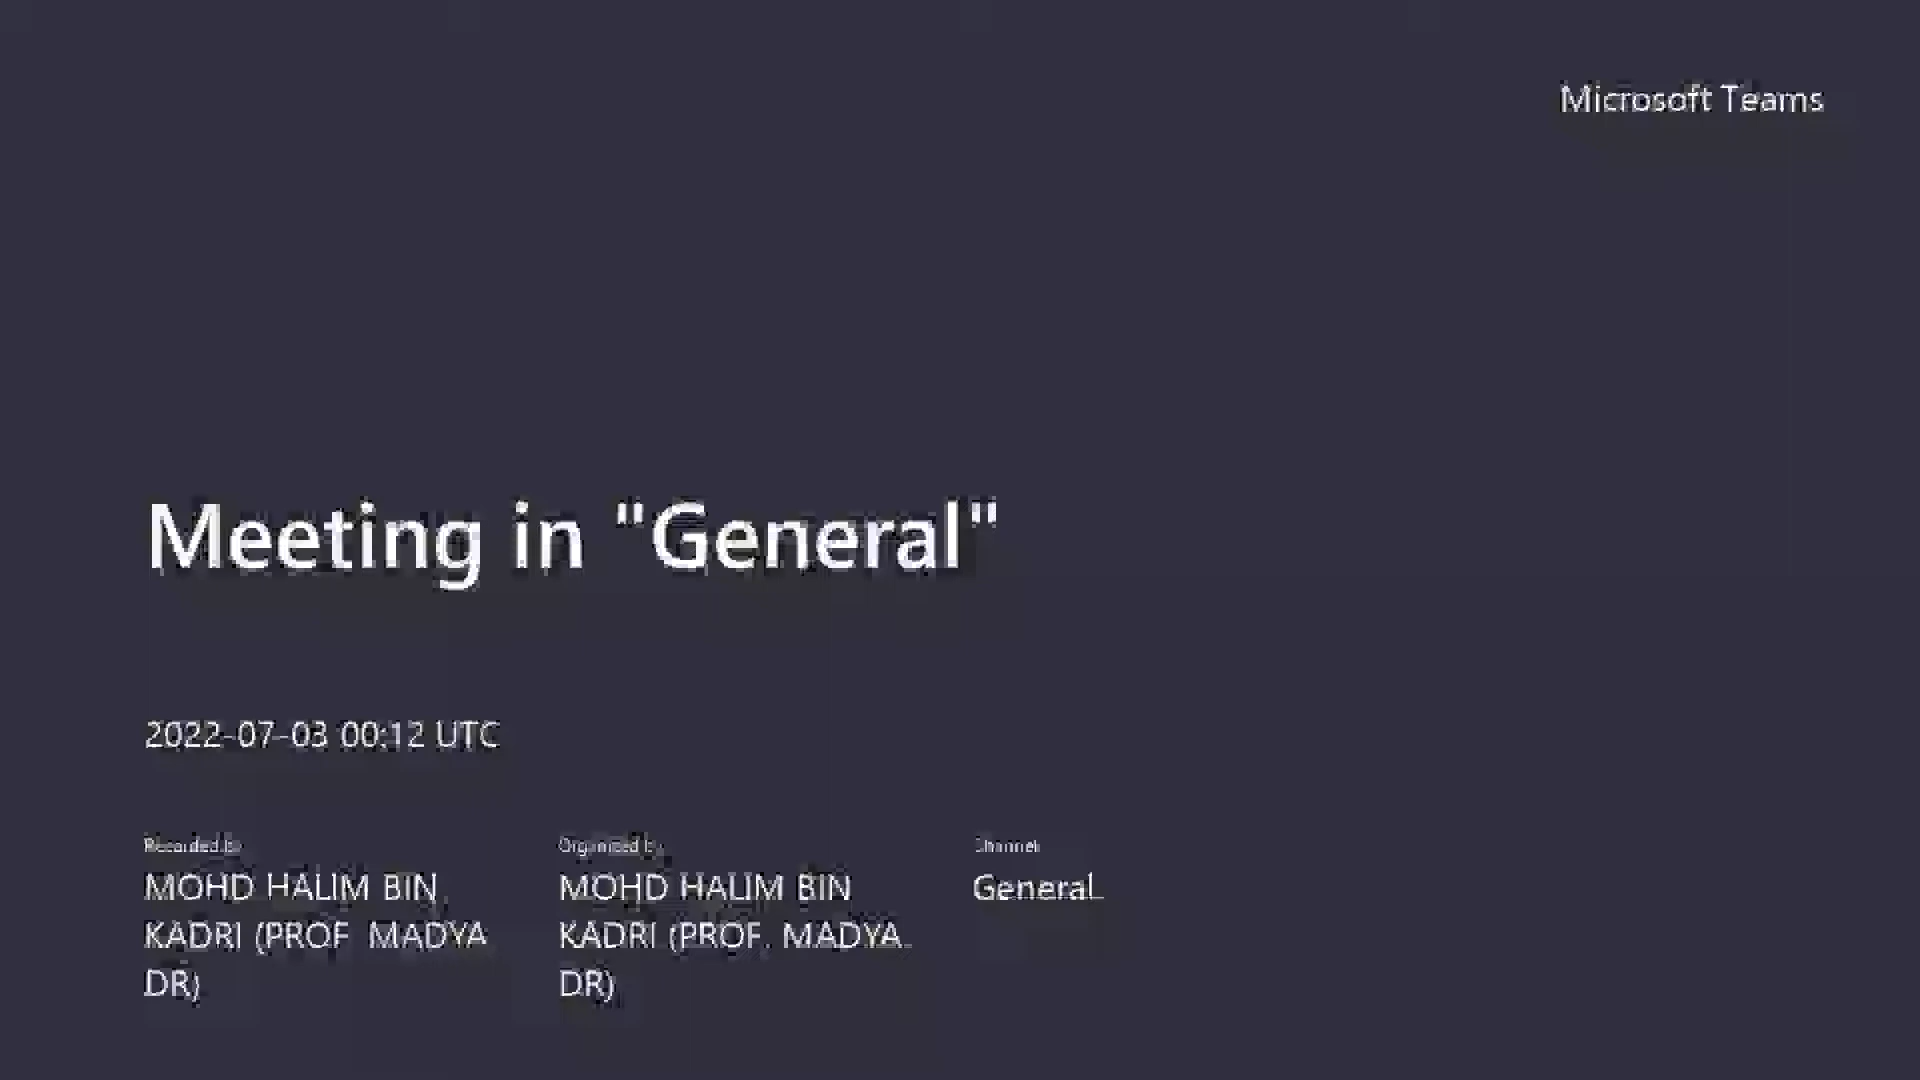 Microsoft Teams
Meeting in "General"
2022-07-03 00:12 UTC
Recorded by
Organized by
Channel
MOHD HALIM BIN
KADRI (PROF. MADYA
DR)
MOHD HALIM BIN
KADRI (PROF. MADYA
DR)
General